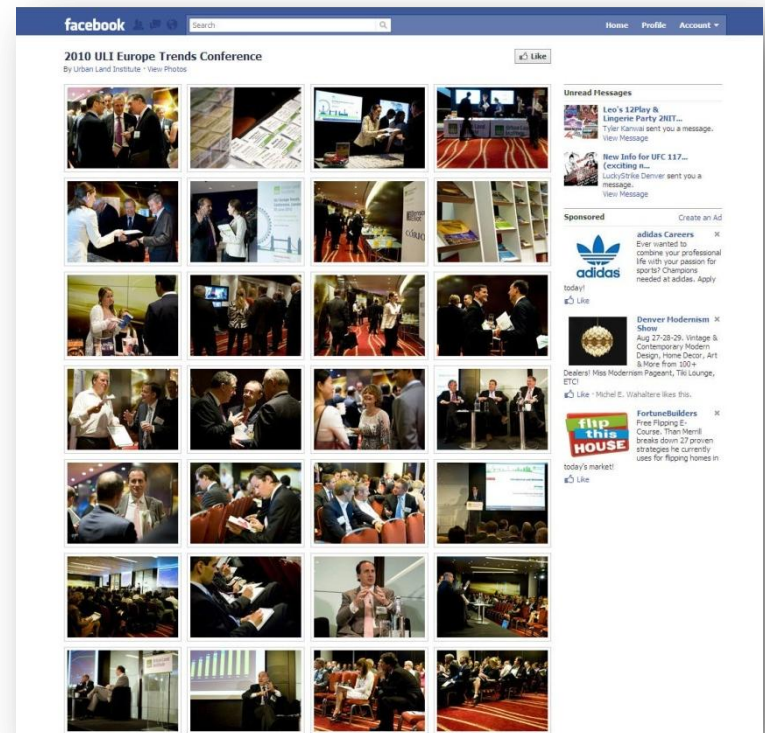 facebook
Search
Home Profile Account
2010 ULI Europe Trends Conference
By Urban Land Institute · View Photos
Like
Unread Messages
Leo's 12Play &
Lingerie Party 2NIT...
Tyler Kanwai sent you a message.
View Message
New Info for UFC 117...
(exciting n...
LuckyStrike Denver sent you a
message.
View Message
Sponsored Create an Ad
adidas Careers
adidas
Ever wanted to
combine your professional
life with your passion for
sports? Champions
needed at adidas. Apply
today!
Like
Denver Modernism
Show
Aug 27-28-29. Vintage &
Contemporary Modern
Design, Home Decor, Art
& More from 100+
Dealers! Miss Modernism Pageant, Tiki Lounge,
ETC!
Like · Michel E. Wahaltere likes this.
FortuneBuilders
flip
this
HOUSE
Free Flipping E-
Course. Than Merrill
breaks down 27 proven
strategies he currently
uses for flipping homes in
today's market!
Like